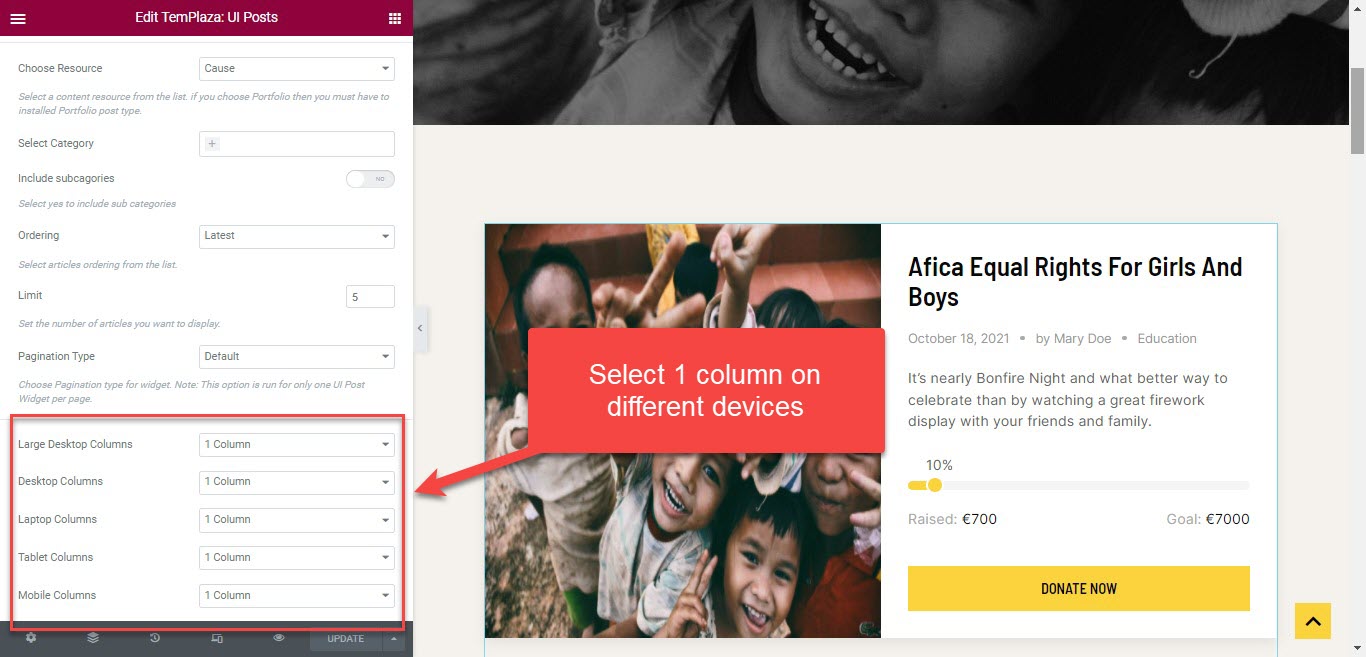 Edit TemPlaza: UI Posts
Choose Resource
Cause
Select a content resource from the list. if you choose Portfolio then you must have to
installed Portfolio post type.
Select Category
+
Include subcagories
NO
Select yes to include sub categories
Ordering
Latest
Select articles ordering from the list.
Limit
5
Set the number of articles you want to display.
Pagination Type
Default
Choose Pagination type for widget. Note: This option is run for only one UI Post
Widget per page.
Large Desktop Columns
1 Column
Desktop Columns
1 Column
Laptop Columns
1 Column
Tablet Columns
1 Column
Mobile Columns
1 Column
UPDATE
Select 1 column on
different devices
Afica Equal Rights For Girls And
Boys
October 18, 2021 • by Mary Doe • Education
It’s nearly Bonfire Night and what better way to
celebrate than by watching a great firework
display with your friends and family.
10%
Raised: €700
Goal: €7000
DONATE NOW